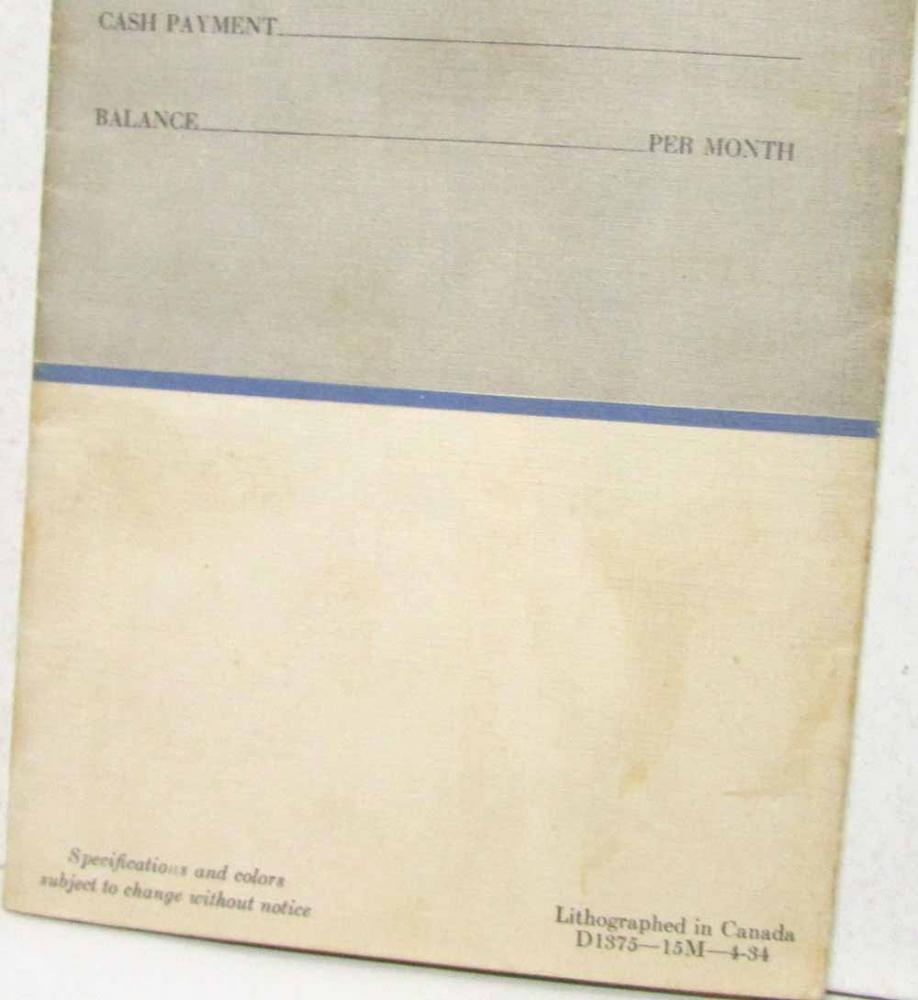 CASH PAYMENT
BALANCE PER MONTH
Specifications and colors
subject to change without notice
Lithographed in Canada
D1375—15M—4-34